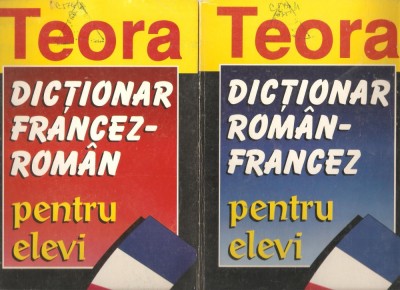 Teora
DICȚIONAR
FRANCEZ-
ROMÂN
pentru
elevi
Teora
DICȚIONAR
ROMÂN-
FRANCEZ
pentru
elevi